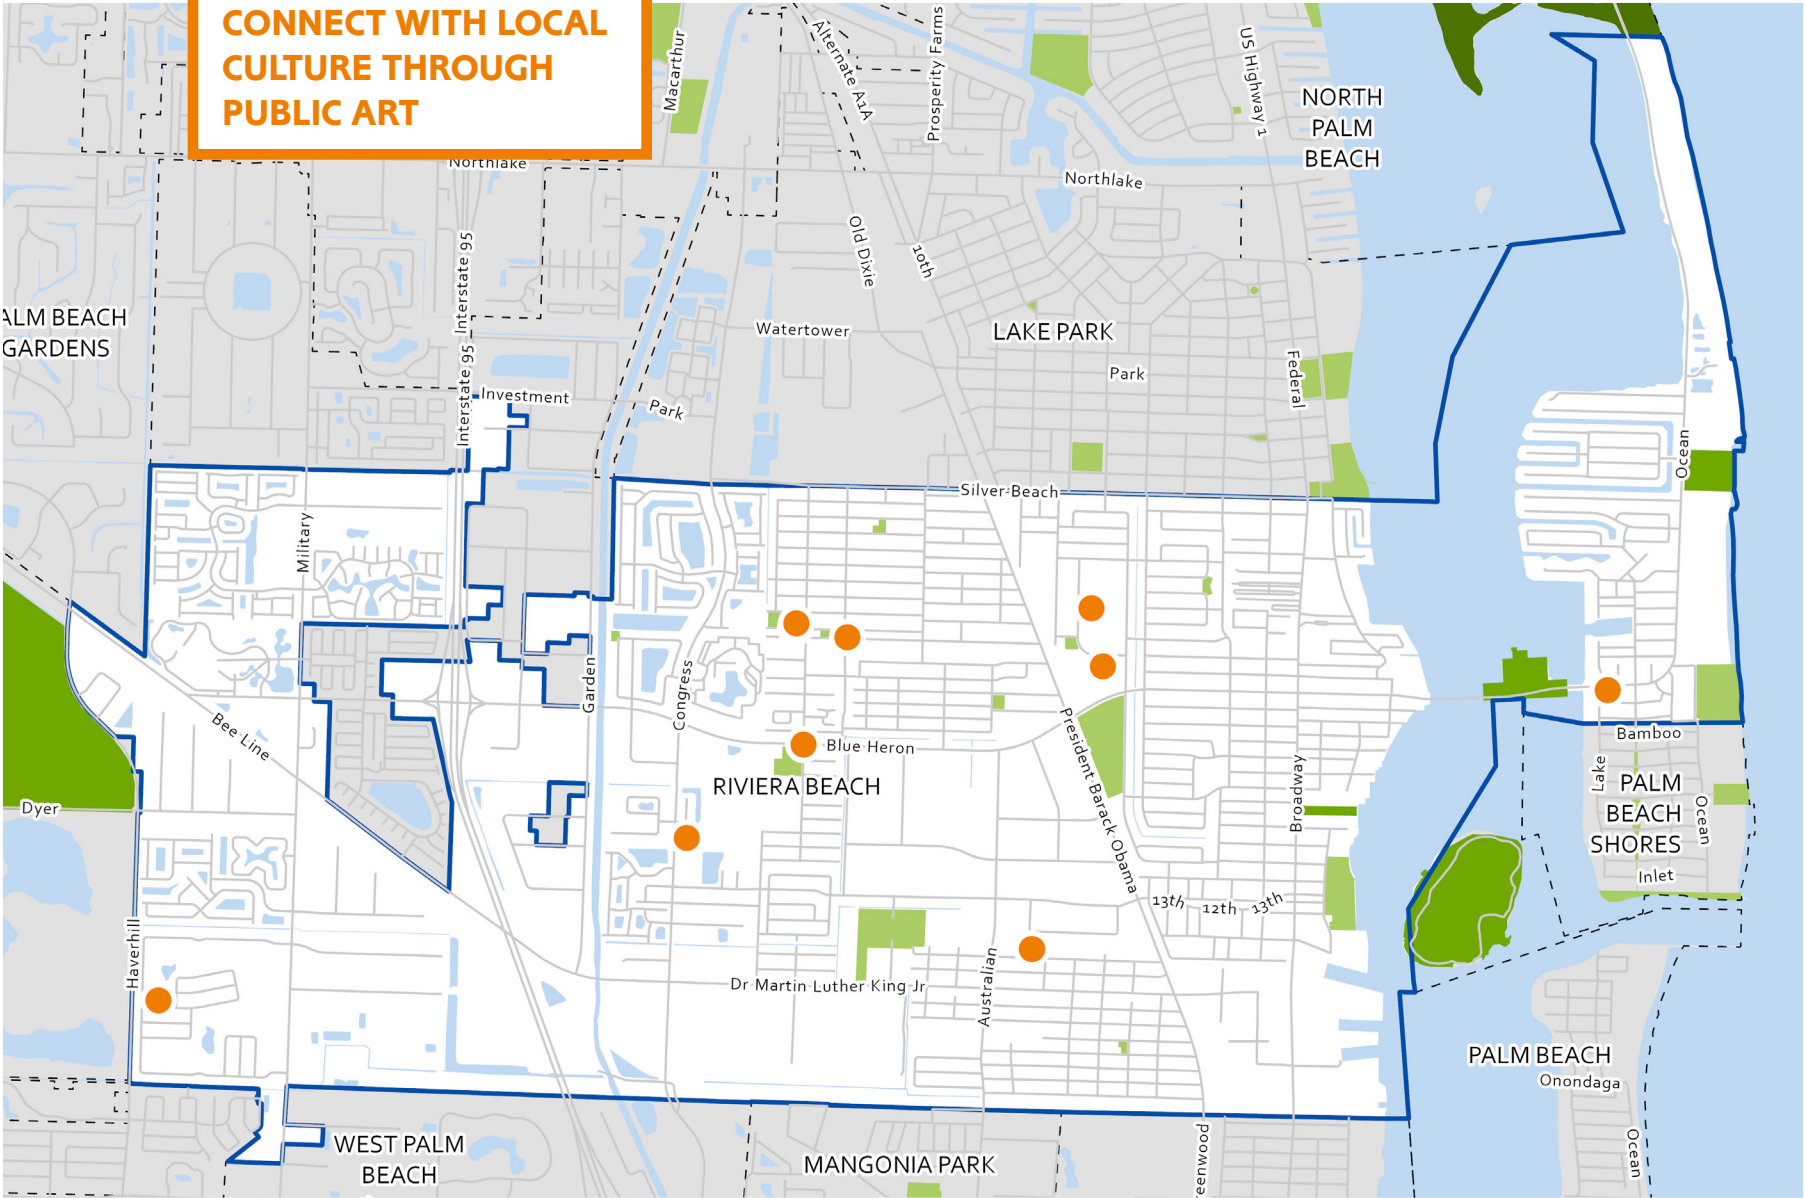 CONNECT WITH LOCAL
CULTURE THROUGH
PUBLIC ART
Macarthur
Alternate A1A
Prosperity Farms
US Highway 1
NORTH
PALM
BEACH
Northlake
Northlake
Old Dixie
10th
Interstate 95
Interstate 95
ALM BEACH
GARDENS
Watertower
LAKE PARK
Park
Federal
Investment
Park
Ocean
Silver Beach
Military
Garden
Congress
Bee Line
Blue Heron
RIVIERA BEACH
President Barack Obama
Broadway
Bamboo
Lake
PALM
BEACH
SHORES
Ocean
Inlet
Dyer
13th
12th
13th
Haverhill
Dr Martin Luther King Jr
Australian
PALM BEACH
Onondaga
Ocean
WEST PALM
BEACH
MANGONIA PARK
reenwood